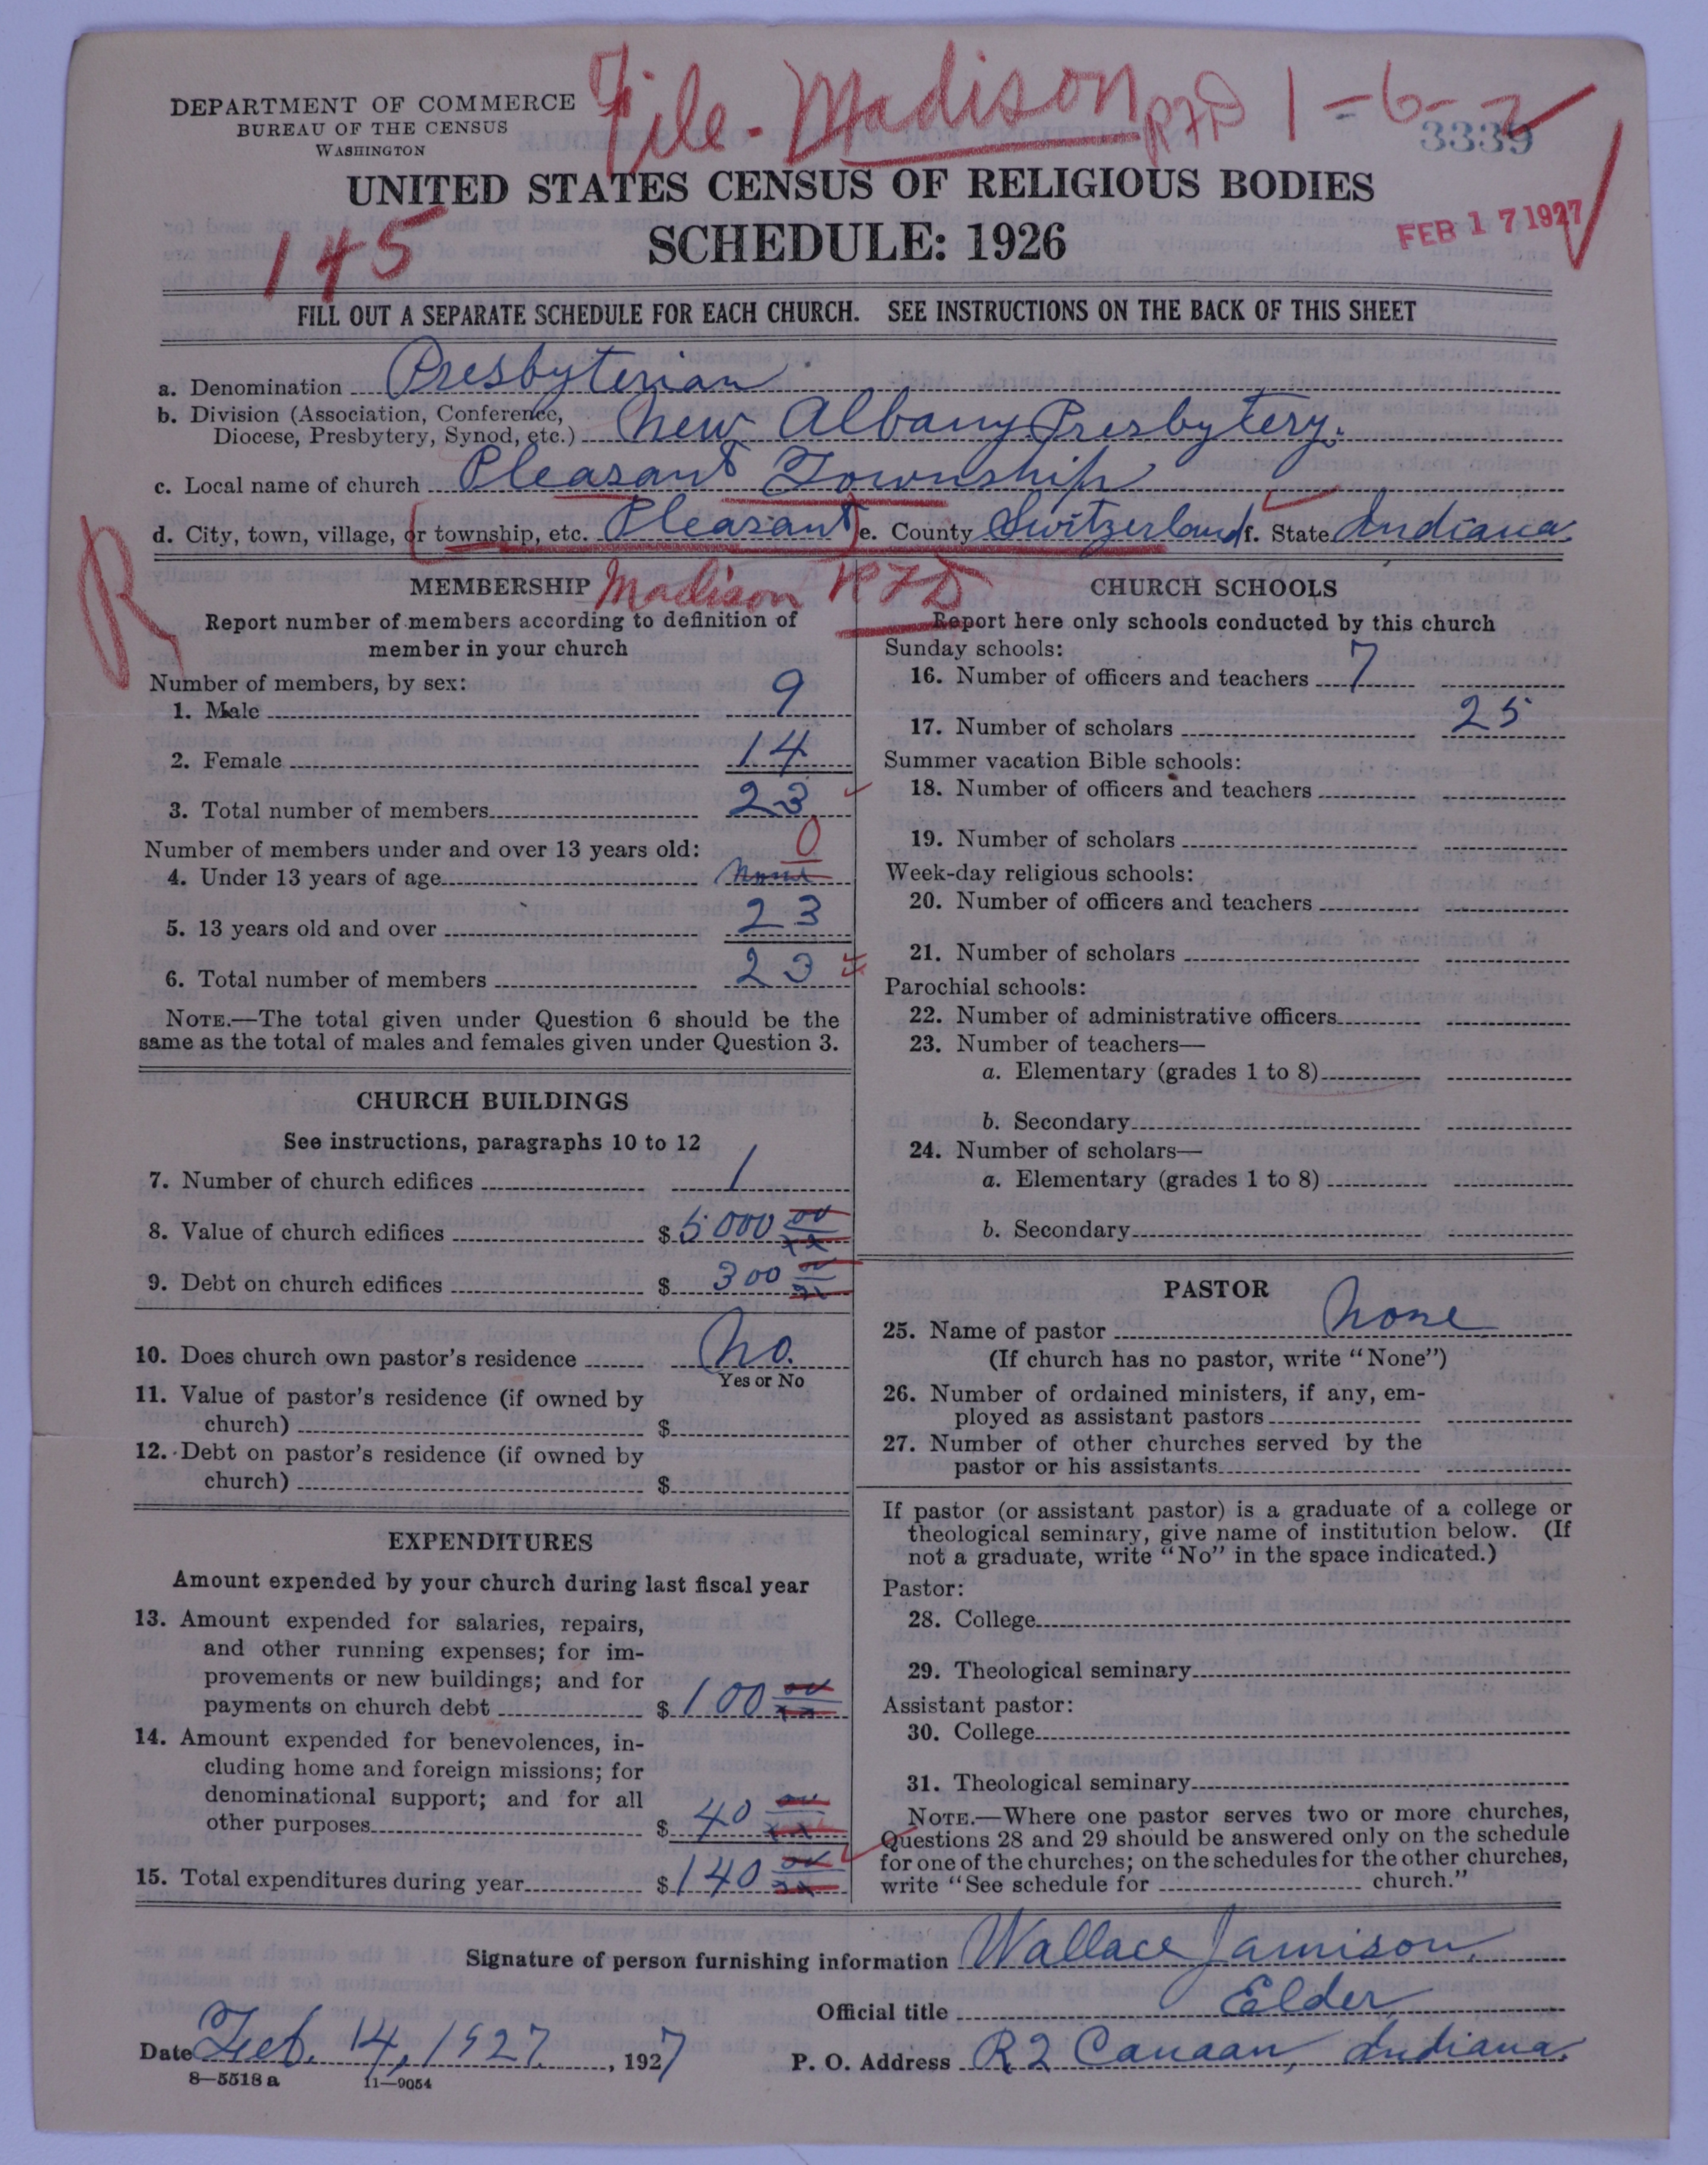 DEPARTMENT OF COMMERCE
BUREAU OF THE CENSUS
WASHINGTON
File - Madison RFD 1-6-2
3339
UNITED STATES CENSUS OF RELIGIOUS BODIES
SCHEDULE: 1926
145
FEB 17 1927
FILL OUT A SEPARATE SCHEDULE FOR EACH CHURCH. SEE INSTRUCTIONS ON THE BACK OF THIS SHEET
a. Denomination Presbyterian
b. Division (Association, Conference,
Diocese, Presbytery, Synod, etc.) New Albany Presbytery.
c. Local name of church Pleasant Township
d. City, town, village, (or township, etc. Pleasant) e. County Switzerland f. State Indiana
R
Madison RFD
MEMBERSHIP
Report number of members according to definition of
member in your church
Number of members, by sex:
1. Male 9
2. Female 14
3. Total number of members 23
Number of members under and over 13 years old: 0
4. Under 13 years of age None
5. 13 years old and over 23
6. Total number of members 23
NOTE.—The total given under Question 6 should be the
same as the total of males and females given under Question 3.
CHURCH BUILDINGS
See instructions, paragraphs 10 to 12
7. Number of church edifices 1
8. Value of church edifices $ 5000 00/xx
9. Debt on church edifices $ 300 00/xx
10. Does church own pastor's residence No.
Yes or No
11. Value of pastor's residence (if owned by
church) $
12. Debt on pastor's residence (if owned by
church) $
EXPENDITURES
Amount expended by your church during last fiscal year
13. Amount expended for salaries, repairs,
and other running expenses; for im-
provements or new buildings; and for
payments on church debt $ 100 00/xx
14. Amount expended for benevolences, in-
cluding home and foreign missions; for
denominational support; and for all
other purposes $ 40 00/xx
15. Total expenditures during year $ 140 00/xx
CHURCH SCHOOLS
Report here only schools conducted by this church
Sunday schools:
16. Number of officers and teachers 7
17. Number of scholars 25
Summer vacation Bible schools:
18. Number of officers and teachers
19. Number of scholars
Week-day religious schools:
20. Number of officers and teachers
21. Number of scholars
Parochial schools:
22. Number of administrative officers
23. Number of teachers—
a. Elementary (grades 1 to 8)
b. Secondary
24. Number of scholars—
a. Elementary (grades 1 to 8)
b. Secondary
PASTOR
25. Name of pastor None
(If church has no pastor, write "None")
26. Number of ordained ministers, if any, em-
ployed as assistant pastors
27. Number of other churches served by the
pastor or his assistants
If pastor (or assistant pastor) is a graduate of a college or
theological seminary, give name of institution below. (If
not a graduate, write "No" in the space indicated.)
Pastor:
28. College
29. Theological seminary
Assistant pastor:
30. College
31. Theological seminary
NOTE.—Where one pastor serves two or more churches,
Questions 28 and 29 should be answered only on the schedule
for one of the churches; on the schedules for the other churches,
write "See schedule for church."
Signature of person furnishing information Wallace Jamison.
Official title Elder
Date Feb. 14, 1927, 1927
P. O. Address R2 Canaan, Indiana.
8—5518 a 11—9054